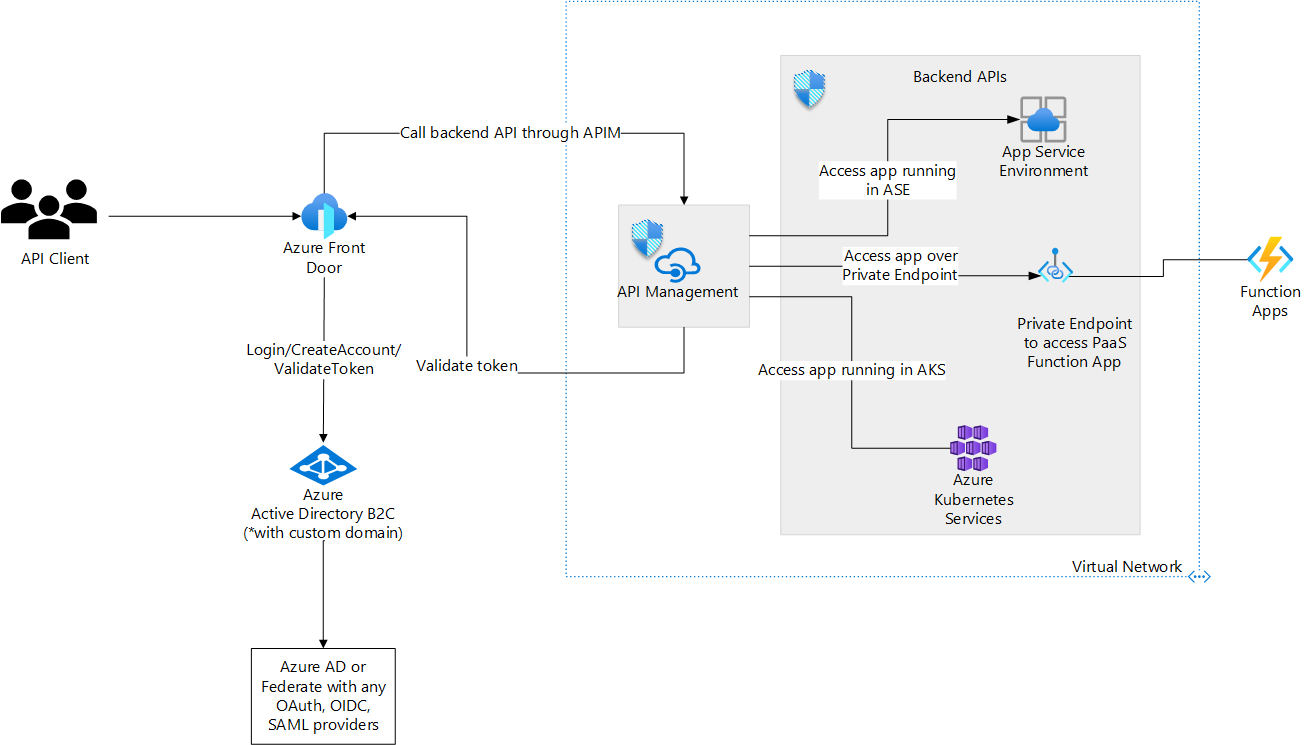 Backend APIs
Call backend API through APIM
App Service
Environment
Access app running
in ASE
API Client
Azure Front
Door
Access app over
Private Endpoint
API Management
Function
Apps
Private Endpoint
to access PaaS
Function App
Login/CreateAccount/
ValidateToken
Validate token
Access app running in AKS
Azure
Kubernetes
Services
Azure
Active Directory B2C
(*with custom domain)
Virtual Network
Azure AD or
Federate with any
OAuth, OIDC,
SAML providers